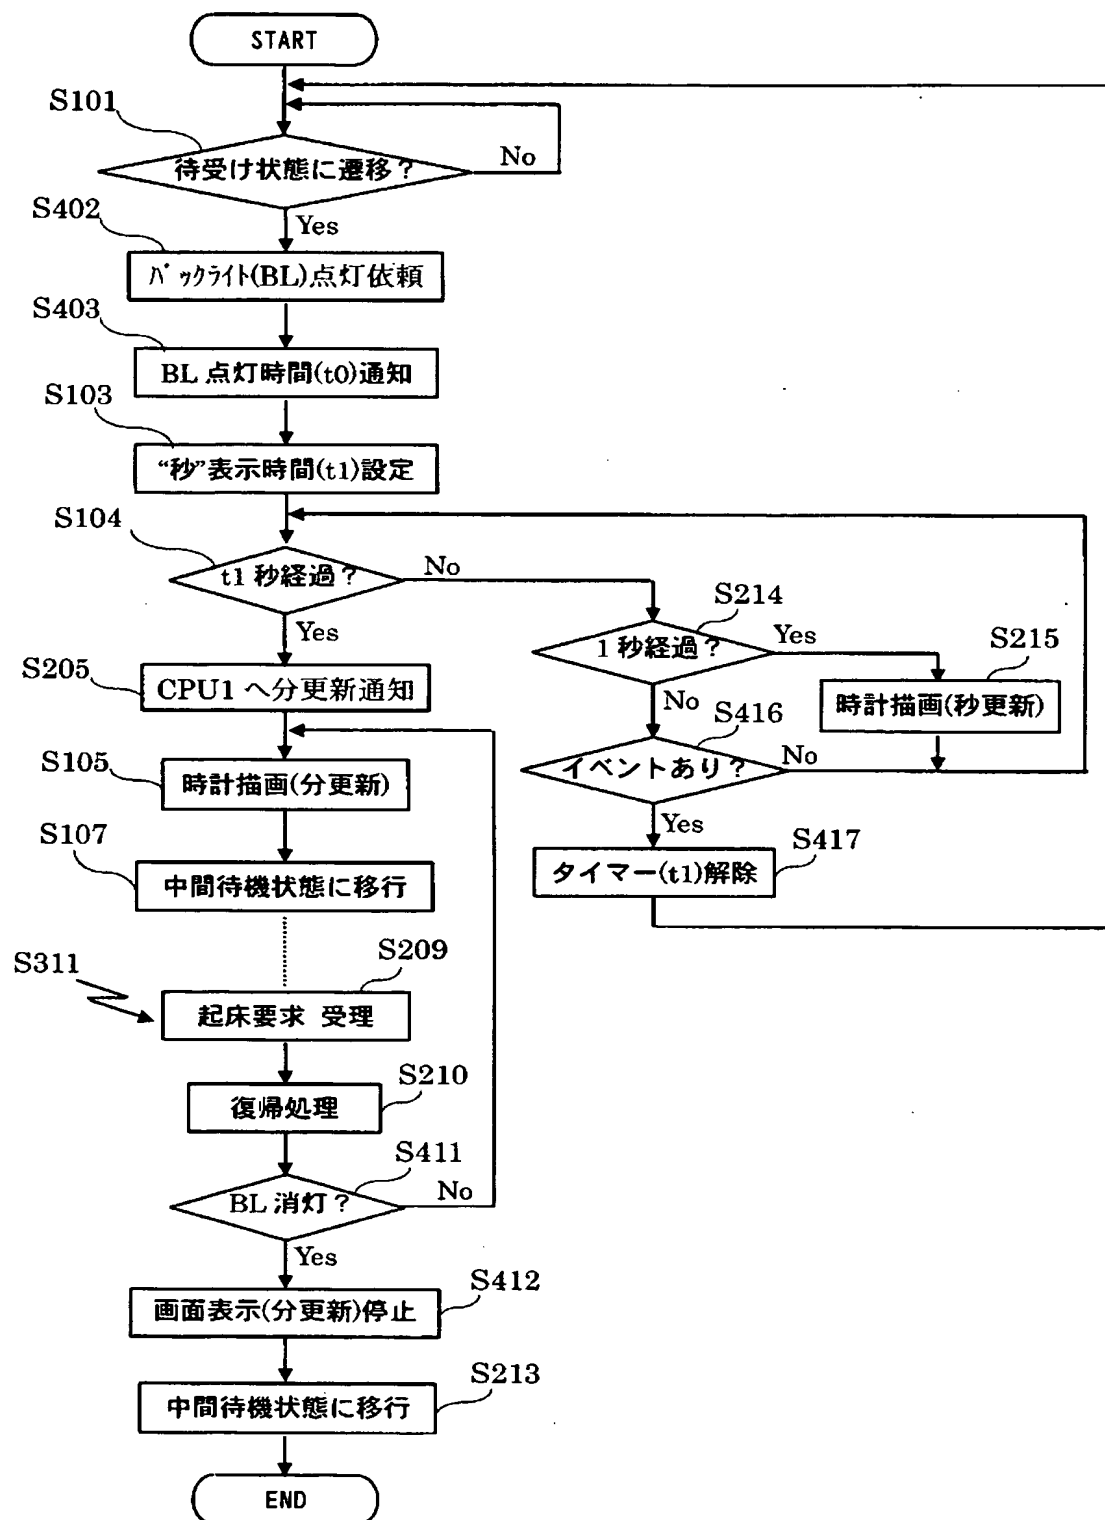 START
S101
待受け状態に遷移?
No
Yes
S402
バックライト(BL)点灯依頼
S403
BL 点灯時間(t0)通知
S103
“秒”表示時間(t1)設定
S104
t1 秒経過?
No
Yes
S214
1 秒経過?
Yes
No
S215
時計描画(秒更新)
S205
CPU1 へ分更新通知
S416
イベントあり?
No
Yes
S105
時計描画(分更新)
S417
タイマー(t1)解除
S107
中間待機状態に移行
S311
S209
起床要求 受理
S210
復帰処理
S411
BL 消灯?
No
Yes
S412
画面表示(分更新)停止
S213
中間待機状態に移行
END